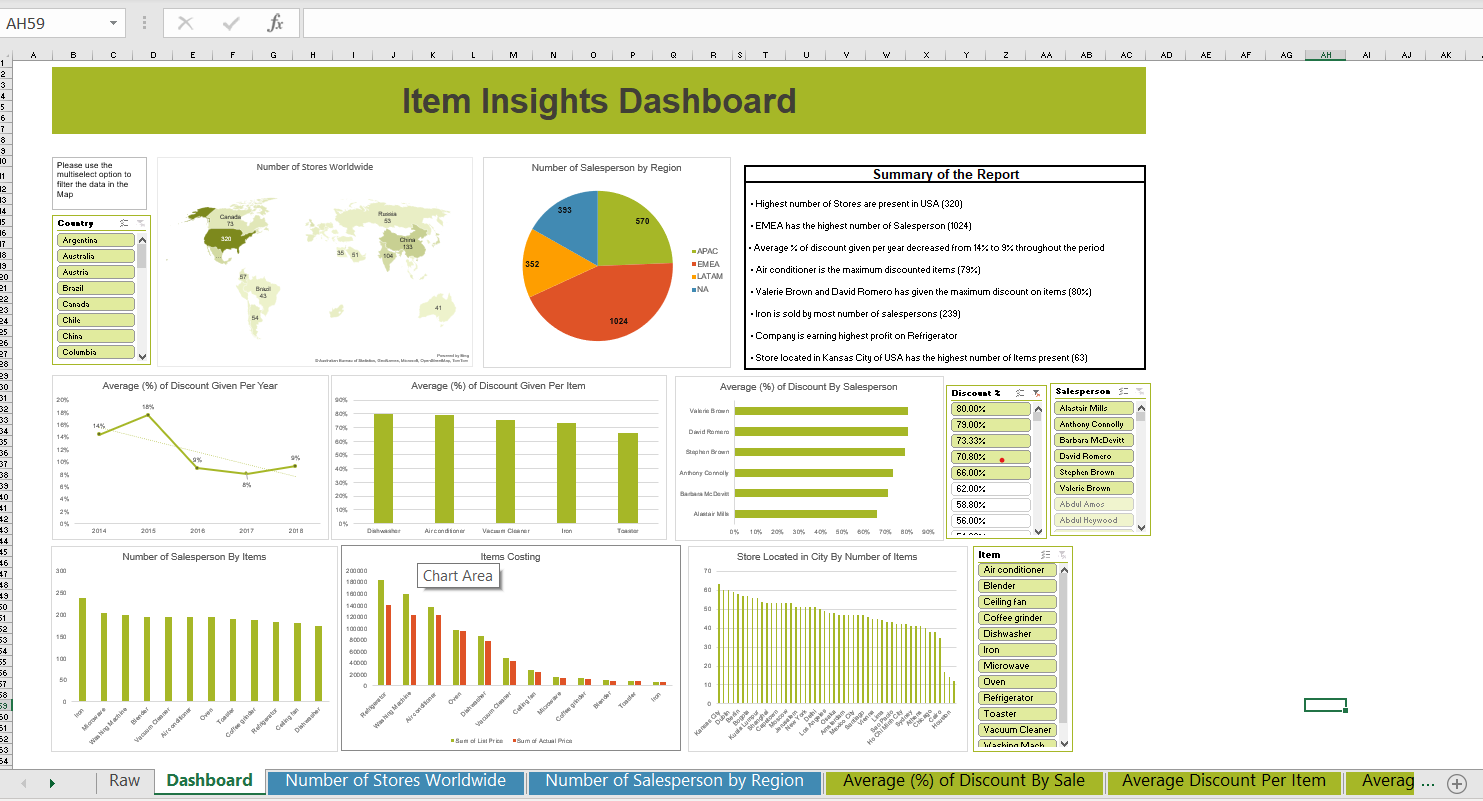 AH59
fx
A B C D E F G H I J K L M N O P Q R S T U V W X Y Z AA AB AC AD AE AF AG AH AI AJ AK
Item Insights Dashboard
Please use the
multiselect option to
filter the data in the
Map
Country
Argentina
Australia
Austria
Brazil
Canada
Chile
China
Columbia
Number of Stores Worldwide
Canada
73
320
Russia
53
China
133
35 51
104
57
Brazil
43
54
41
Powered by Bing
© Australian Bureau of Statistics, GeoNames, Microsoft, OpenStreetMap, TomTom
Number of Salesperson by Region
393
570
352
1024
APAC
EMEA
LATAM
NA
Summary of the Report
• Highest number of Stores are present in USA (320)
• EMEA has the highest number of Salesperson (1024)
• Average % of discount given per year decreased from 14% to 9% throughout the period
• Air conditioner is the maximum discounted items (79%)
• Valerie Brown and David Romero has given the maximum discount on items (80%)
• Iron is sold by most number of salespersons (239)
• Company is earning highest profit on Refrigerator
• Store located in Kansas City of USA has the highest number of Items present (63)
Average (%) of Discount Given Per Year
20%
18%
16%
14%
12%
10%
8%
6%
4%
2%
0%
14%
18%
9%
8%
9%
2014 2015 2016 2017 2018
Average (%) of Discount Given Per Item
90%
80%
70%
60%
50%
40%
30%
20%
10%
0%
Dishwasher Air conditioner Vacuum Cleaner Iron Toaster
Average (%) of Discount By Salesperson
Valerie Brown
David Romero
Stephen Brown
Anthony Connolly
Barbara McDevitt
Alastair Mills
0% 10% 20% 30% 40% 50% 60% 70% 80% 90%
Discount %
80.00%
79.00%
73.33%
70.80%
66.00%
62.00%
58.80%
56.00%
Salesperson
Alastair Mills
Anthony Connolly
Barbara McDevitt
David Romero
Stephen Brown
Valerie Brown
Abdul Amos
Abdul Heywood
Number of Salesperson By Items
300
250
200
150
100
50
0
Iron Microwave Washing Machine Blender Vacuum Cleaner Air conditioner Oven Toaster Coffee grinder Refrigerator Ceiling fan Dishwasher
Items Costing
Chart Area
200000
180000
160000
140000
120000
100000
80000
60000
40000
20000
0
Refrigerator Washing Machine Air conditioner Oven Dishwasher Vacuum Cleaner Ceiling fan Microwave Coffee grinder Blender Toaster Iron
Sum of List Price Sum of Actual Price
Store Located in City By Number of Items
70
60
50
40
30
20
10
0
Kansas City Dublin Berlin Bogota Kuala Lumpur Shanghai Capetown Moscow Jerusalem New York Delhi Los Angeles Amsterdam Mexico City Santiago Vienna Lima Sao Paulo Ho Chi Minh City Sydney Athens Chicago Cairo Houston
Item
Air conditioner
Blender
Ceiling fan
Coffee grinder
Dishwasher
Iron
Microwave
Oven
Refrigerator
Toaster
Vacuum Cleaner
Washing Mach
Raw Dashboard Number of Stores Worldwide Number of Salesperson by Region Average (%) of Discount By Sale Average Discount Per Item Averag ...